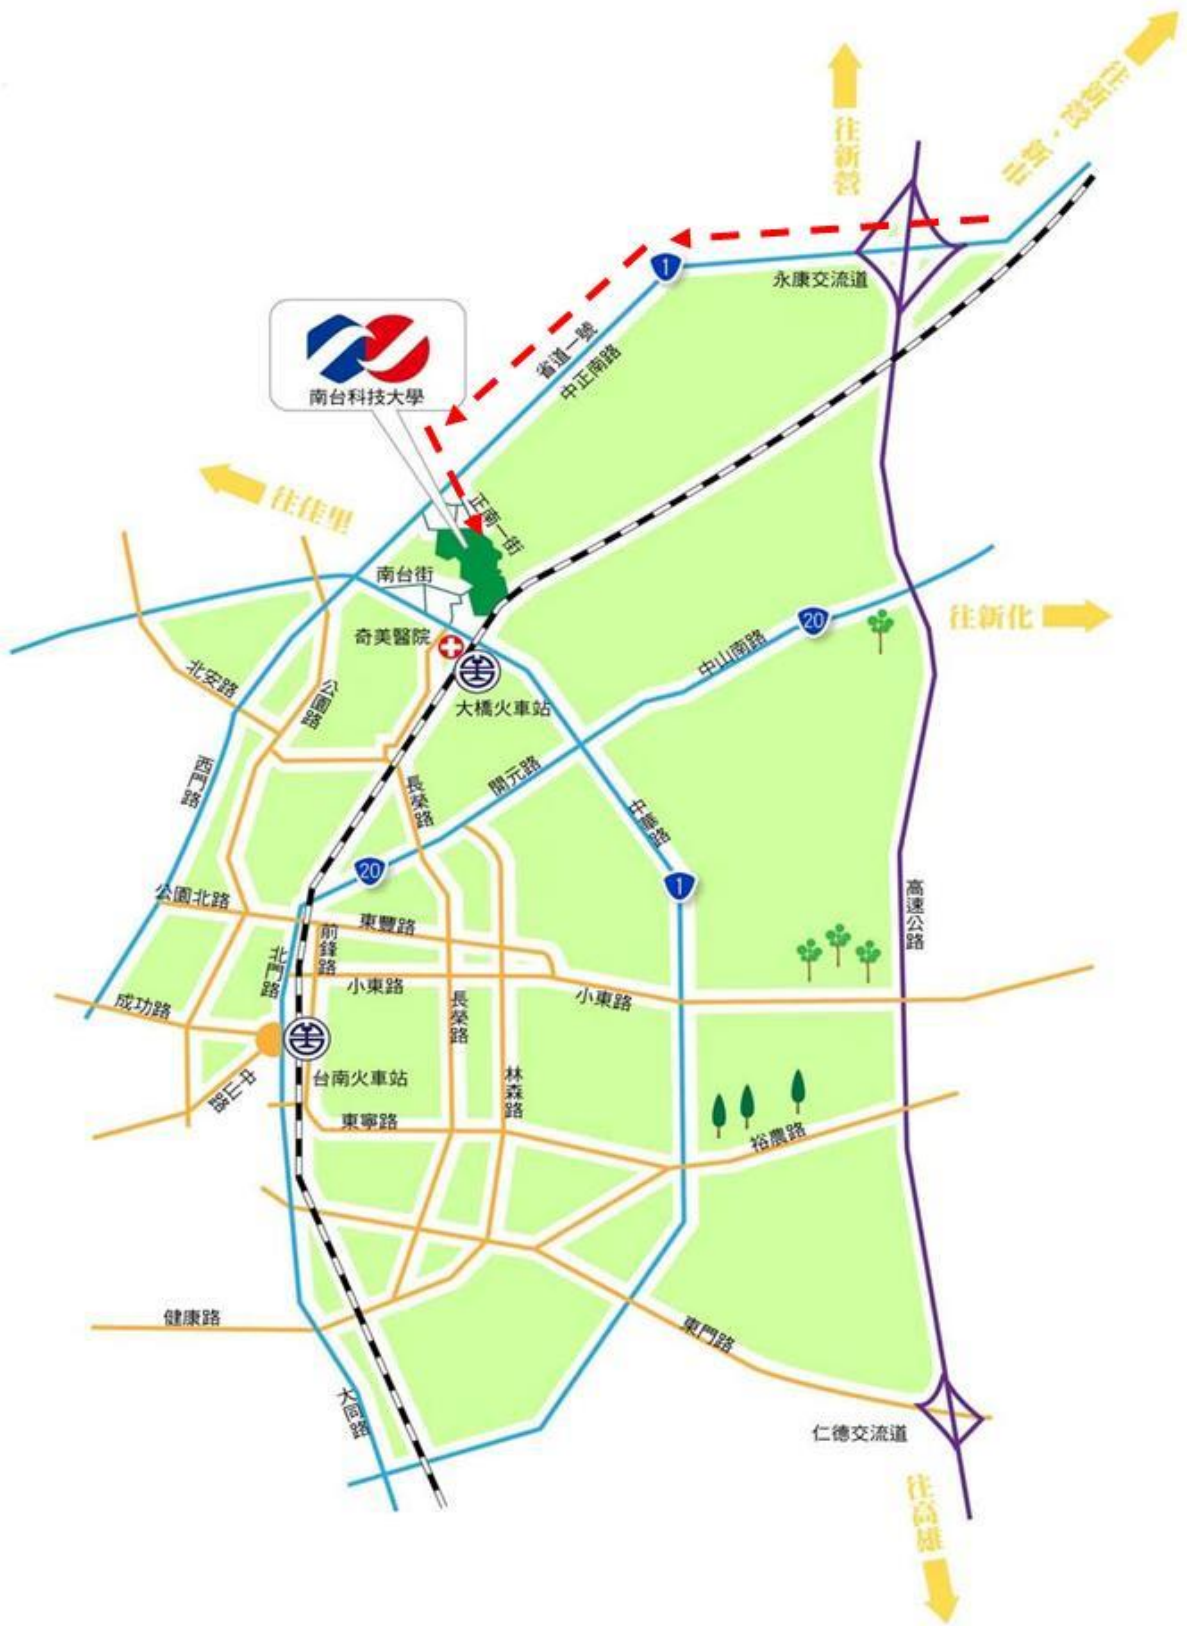 往新營
往新營、新市
1
永康交流道
省道一號
中正南路
南台科技大學
往佳里
正南一街
南台街
20
往新化
奇美醫院
中山南路
北安路
公園路
大橋火車站
西門路
長榮路
開元路
中華路
20
1
公園北路
東豐路
前鋒路
高速公路
北門路
小東路
小東路
成功路
長榮路
台南火車站
中山路
林森路
東寧路
裕農路
健康路
東門路
大同路
仁德交流道
往高雄